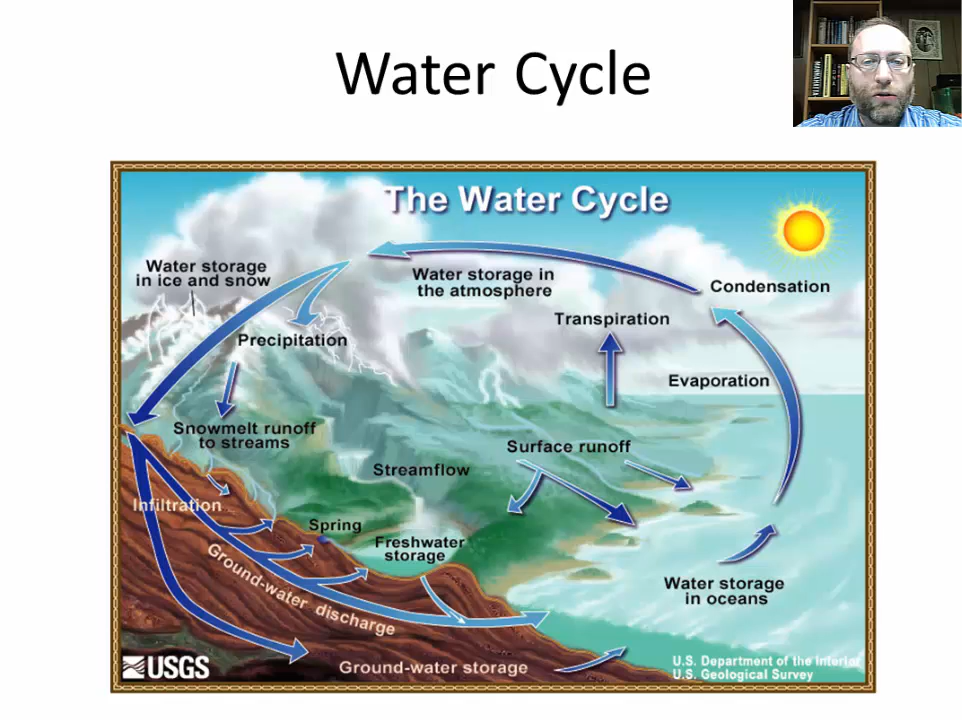 Water Cycle
MANNAHATTA
The Water Cycle
Water storage
in ice and snow
Water storage in
the atmosphere
Condensation
Transpiration
Precipitation
Evaporation
Snowmelt runoff
to streams
Surface runoff
Streamflow
Infiltration
Spring
Freshwater
storage
Ground-water discharge
Water storage
in oceans
USGS
Ground-water storage
U.S. Department of the Interior
U.S. Geological Survey